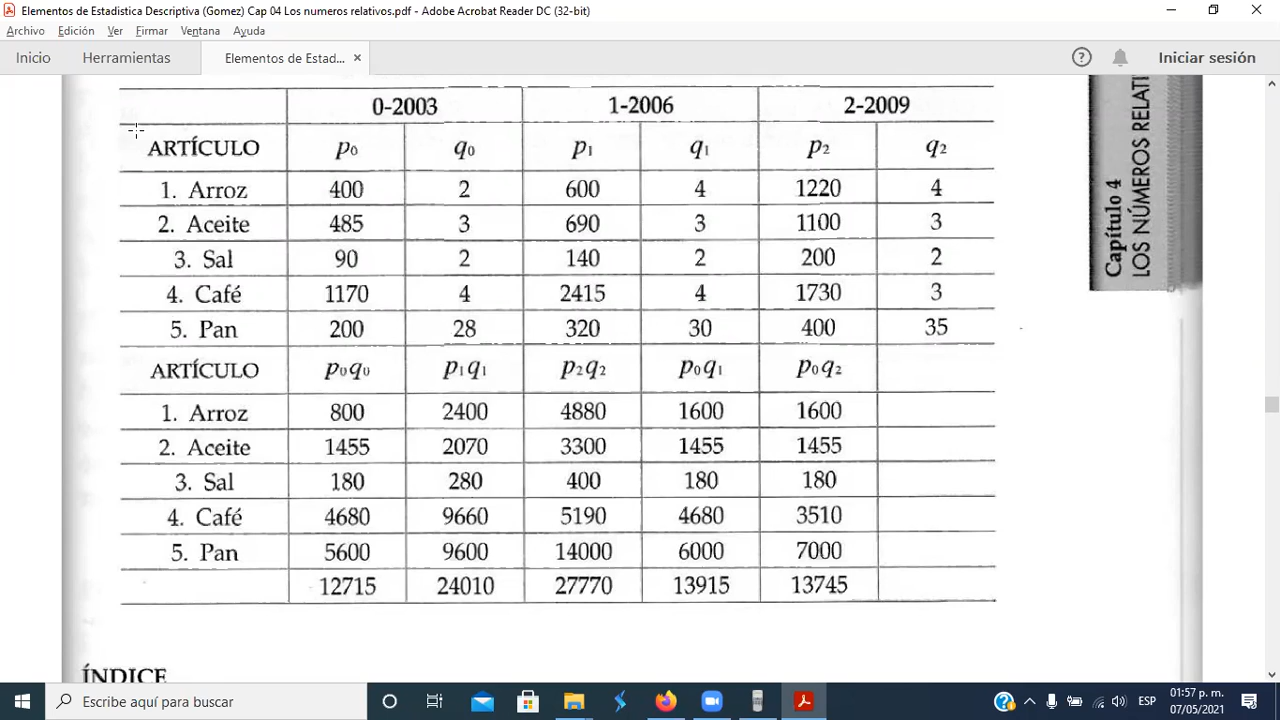 Elementos de Estadistica Descriptiva (Gomez) Cap 04 Los numeros relativos.pdf - Adobe Acrobat Reader DC (32-bit)
Archivo Edición Ver Firmar Ventana Ayuda
Inicio Herramientas Elementos de Estad... × ? Iniciar sesión
0-2003 1-2006 2-2009
ARTÍCULO p0 q0 p1 q1 p2 q2
1. Arroz 400 2 600 4 1220 4
2. Aceite 485 3 690 3 1100 3
3. Sal 90 2 140 2 200 2
4. Café 1170 4 2415 4 1730 3
5. Pan 200 28 320 30 400 35
ARTÍCULO p0q0 p1q1 p2q2 p0q1 p0q2
1. Arroz 800 2400 4880 1600 1600
2. Aceite 1455 2070 3300 1455 1455
3. Sal 180 280 400 180 180
4. Café 4680 9660 5190 4680 3510
5. Pan 5600 9600 14000 6000 7000
12715 24010 27770 13915 13745
Capítulo 4
LOS NÚMEROS RELATI
ÍNDICE
Escribe aquí para buscar
ESP
01:57 p. m.
07/05/2021